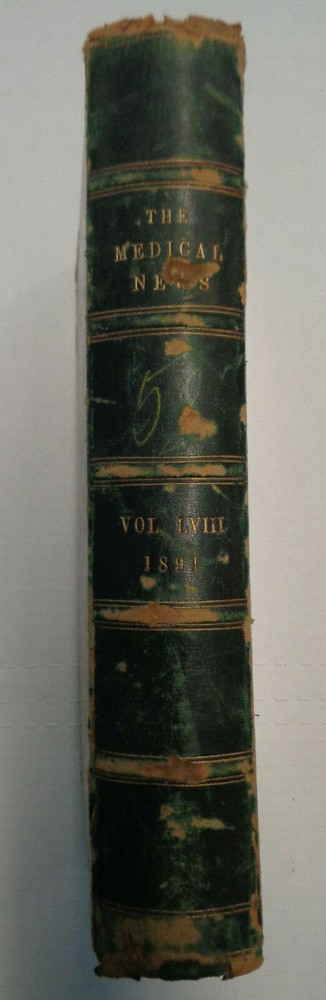 THE
MEDICAL
NEWS
5
VOL. LVIII
1891